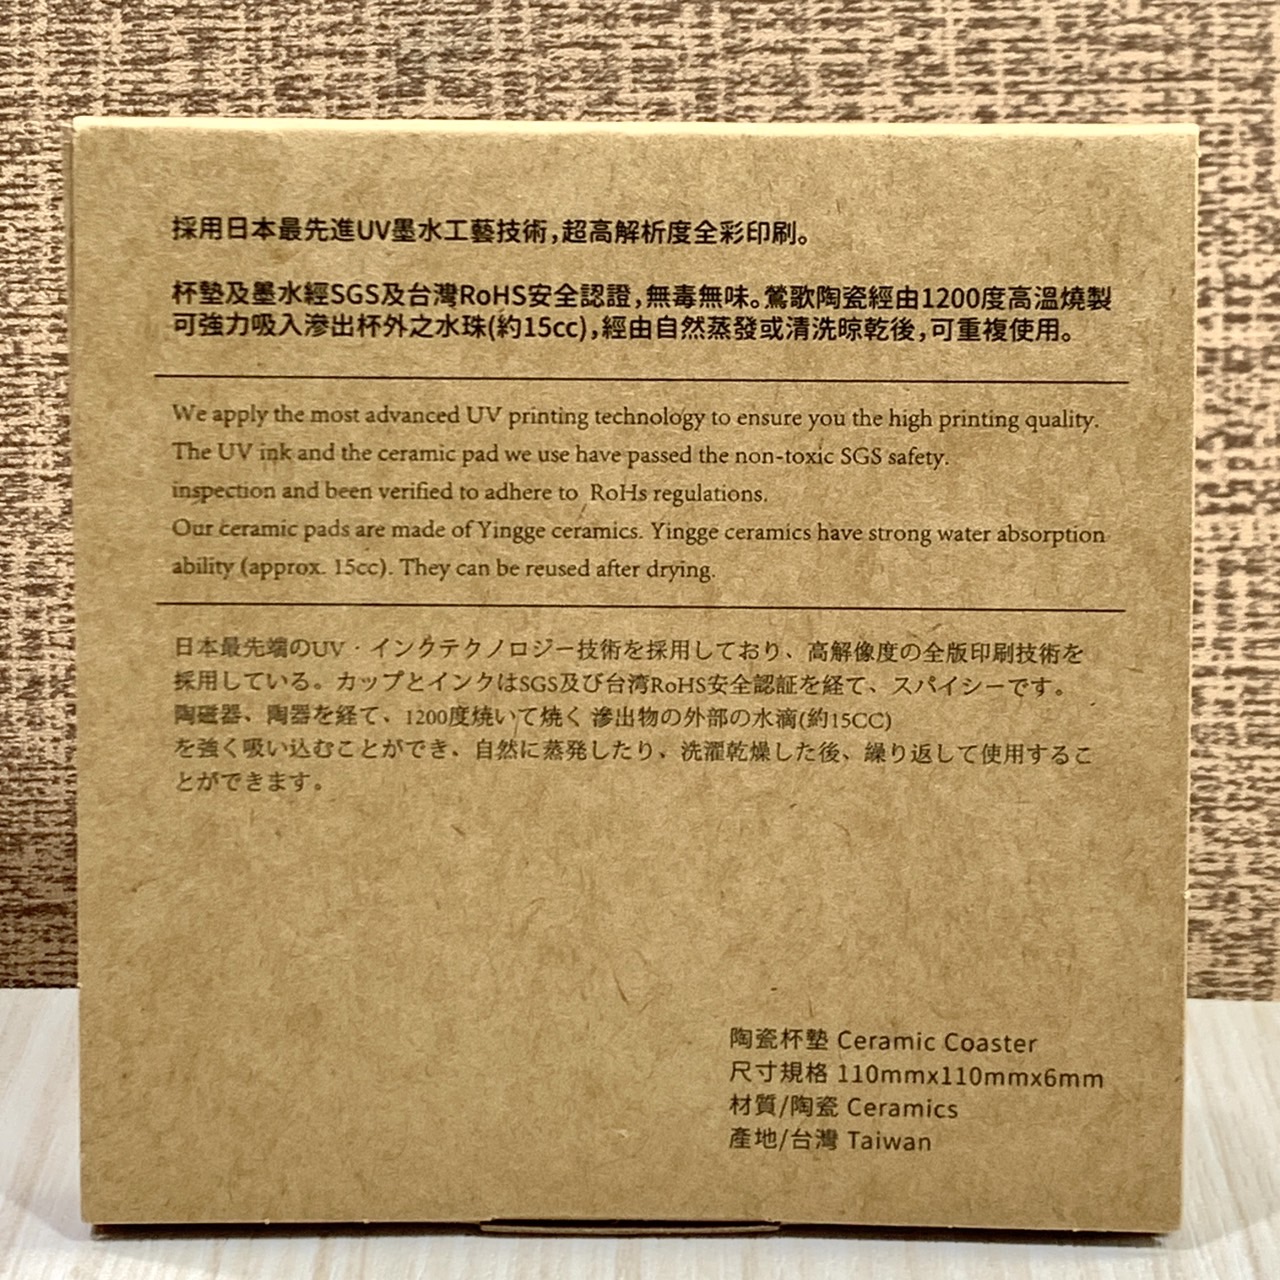 採用日本最先進UV墨水工藝技術,超高解析度全彩印刷。
杯墊及墨水經SGS及台灣RoHS安全認證,無毒無味。鶯歌陶瓷經由1200度高溫燒製
可強力吸入滲出杯外之水珠(約15cc),經由自然蒸發或清洗晾乾後,可重複使用。
We apply the most advanced UV printing technology to ensure you the high printing quality.
The UV ink and the ceramic pad we use have passed the non-toxic SGS safety.
inspection and been verified to adhere to RoHs regulations.
Our ceramic pads are made of Yingge ceramics. Yingge ceramics have strong water absorption
ability (approx. 15cc). They can be reused after drying.
日本最先端のUV・インクテクノロジー技術を採用しており、高解像度の全版印刷技術を
採用している。カップとインクはSGS及び台湾RoHS安全認証を経て、スパイシーです。
陶磁器、陶器を経て、1200度焼いて焼く 滲出物の外部の水滴(約15CC)
を強く吸い込むことができ、自然に蒸発したり、洗濯乾燥した後、繰り返して使用するこ
とができます。
陶瓷杯墊 Ceramic Coaster
尺寸規格 110mmx110mmx6mm
材質/陶瓷 Ceramics
產地/台灣 Taiwan